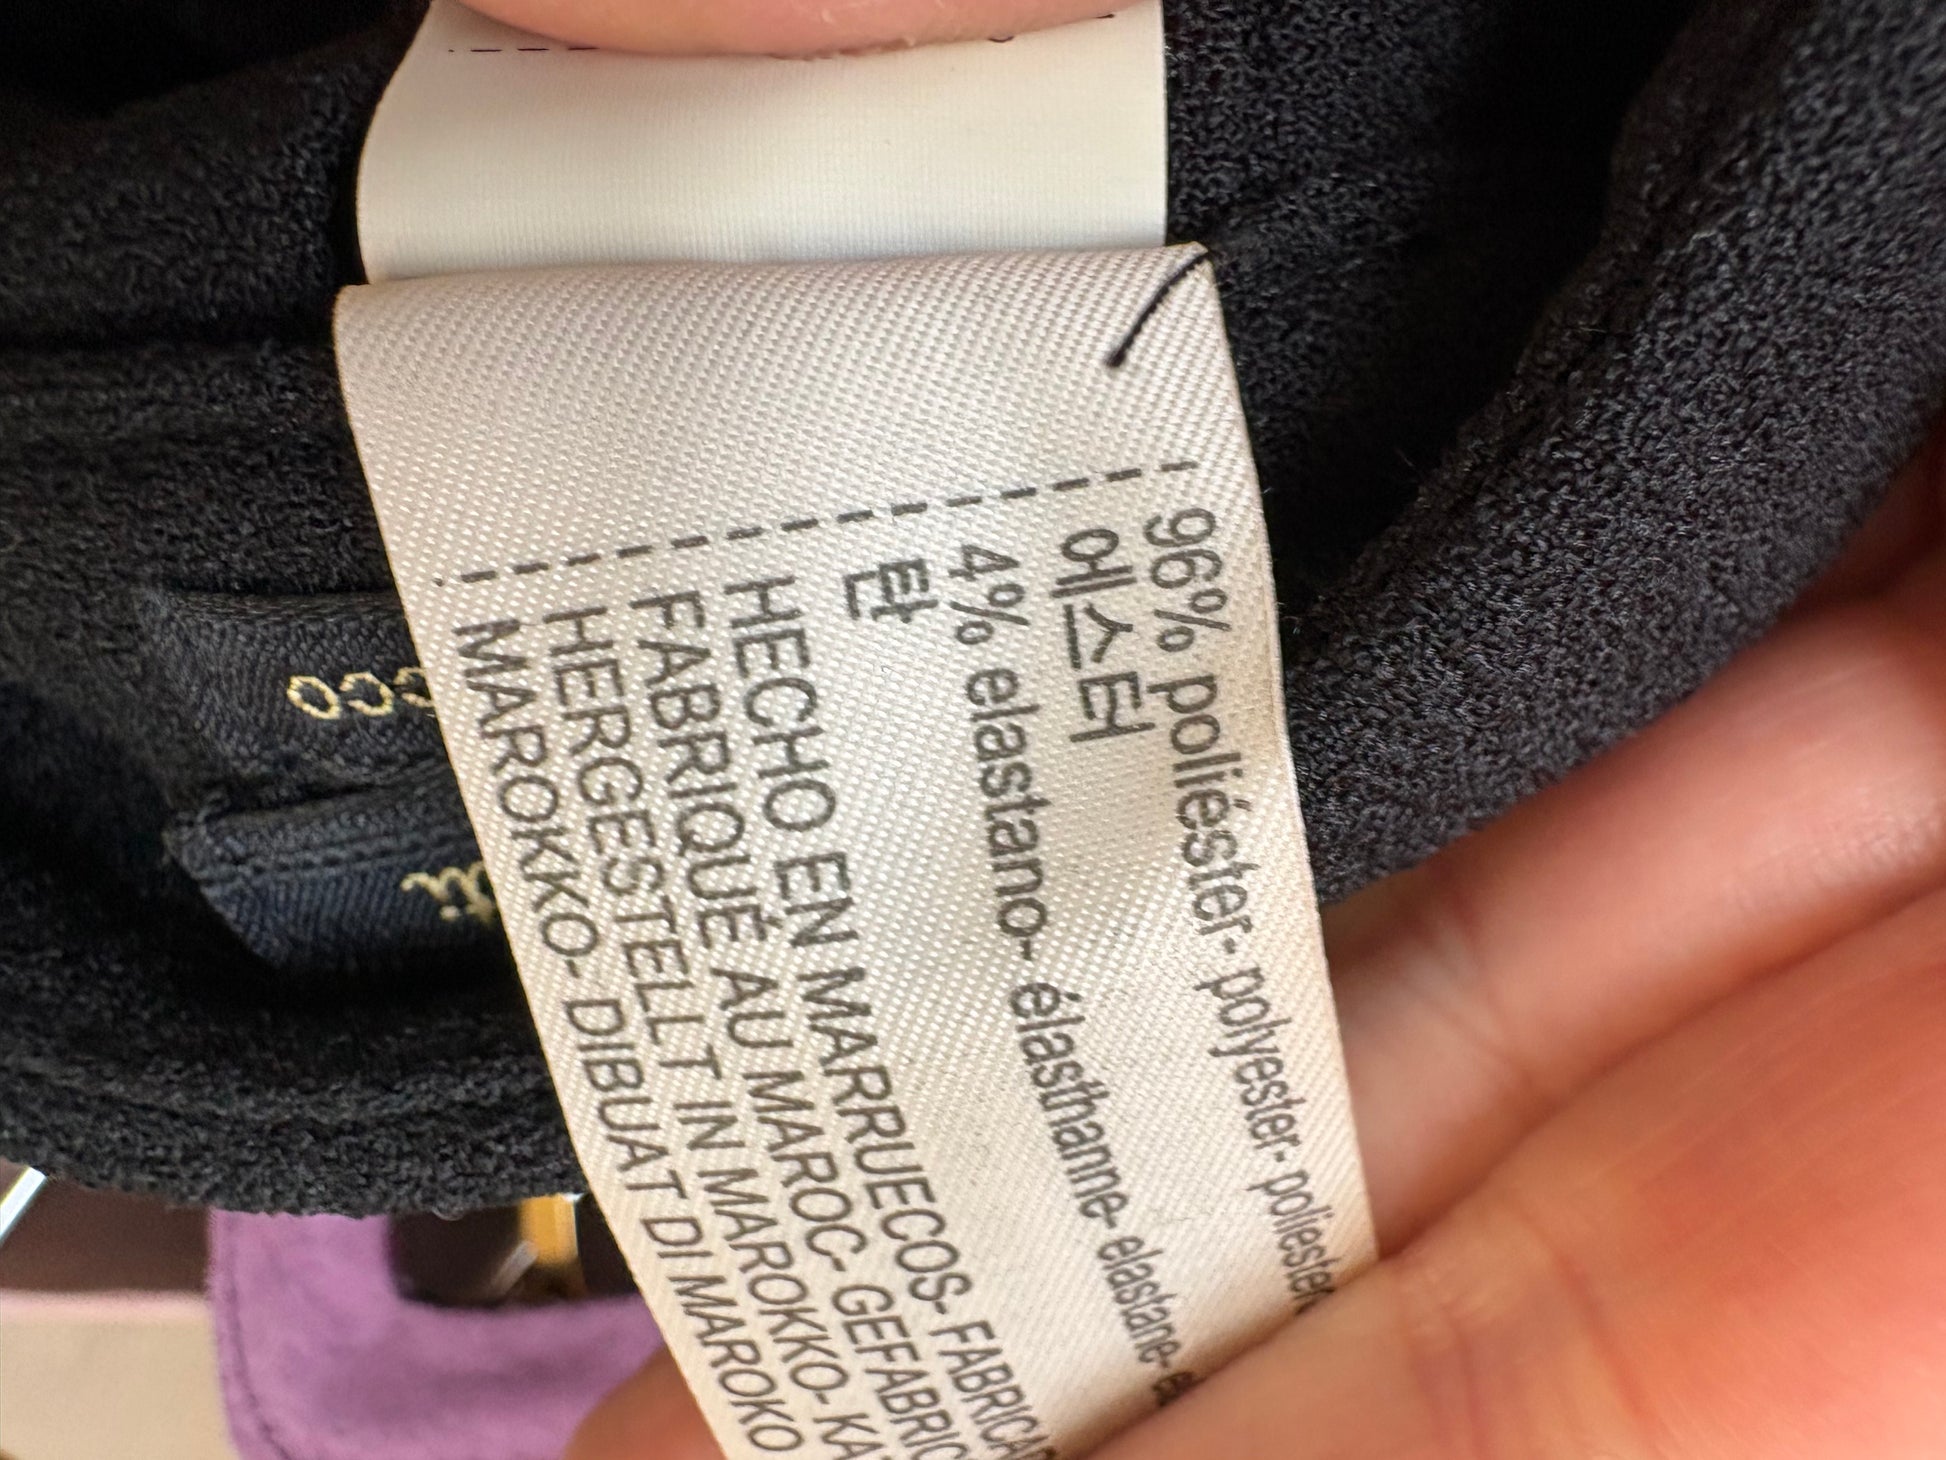 96% poliéster- polyester- poliester
에스터
4% elastano- élasthanne- elastane-
탄
HECHO EN MARRUECOS- FABRICA
FABRIQUÉ AU MAROC- GEFABRIC
HERGESTELLT IN MAROKKO- KA
MAROKKO- DIBUAT DI MAROKO